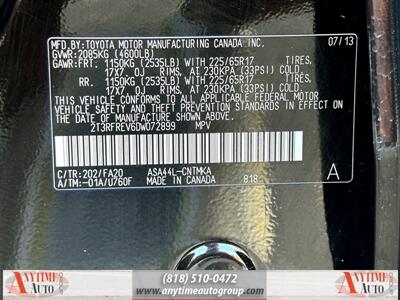 MFD. BY: TOYOTA MOTOR MANUFACTURING CANADA INC. 07/13
GVWR: 2085KG (4600LB)
GAWR: FRT. 1150KG (2535LB) WITH 225/65R17 TIRES,
17X7.0J RIMS, AT 230KPA (33PSI) COLD
RR. 1150KG (2535LB) WITH 225/65R17 TIRES,
17X7.0J RIMS, AT 230KPA (33PSI) COLD
THIS VEHICLE CONFORMS TO ALL APPLICABLE FEDERAL MOTOR
VEHICLE SAFETY AND THEFT PREVENTION STANDARDS IN EFFECT
ON THE DATE OF MANUFACTURE SHOWN ABOVE.
2T3RFREV6DW072899 MPV
C/TR: 202/FA20 ASA44L-CNTMKA
A/TM: -01A/U760F MADE IN CANADA 818 A
ANYTIME AUTO (818) 510-0472 ANYTIME AUTO
www.anytimeautogroup.com